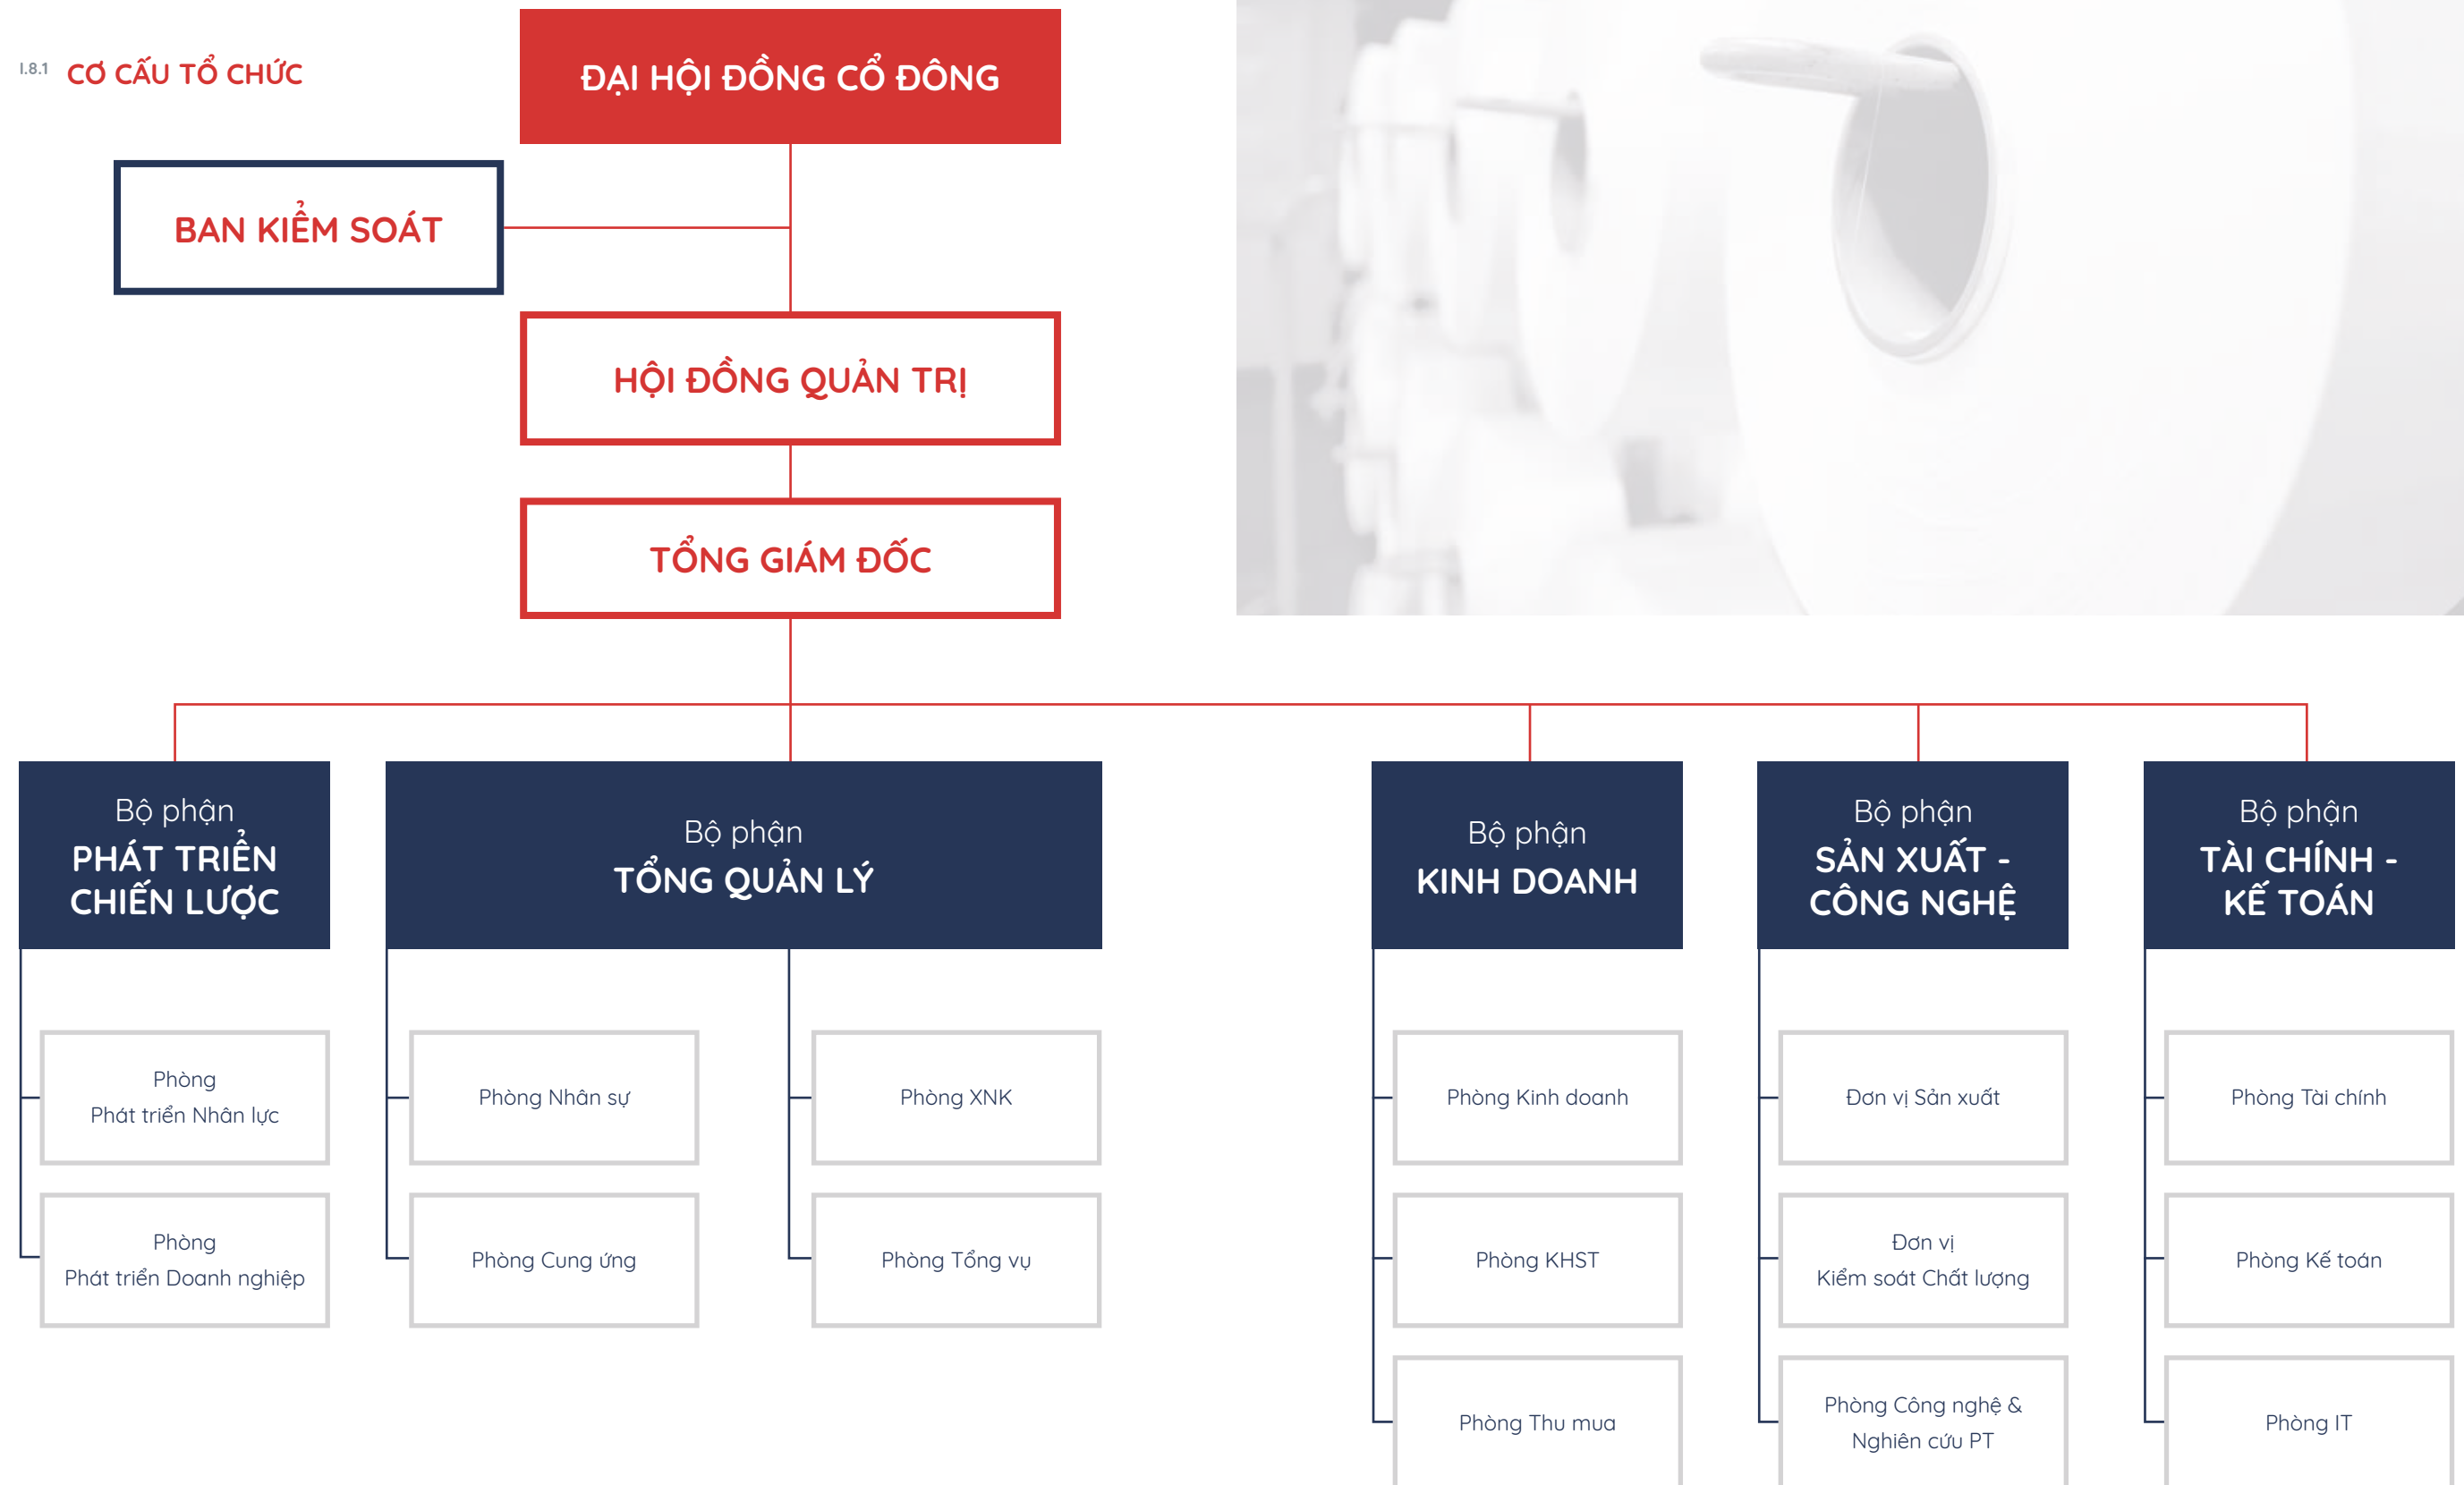 I.8.1 CƠ CẤU TỔ CHỨC
ĐẠI HỘI ĐỒNG CỔ ĐÔNG
BAN KIỂM SOÁT
HỘI ĐỒNG QUẢN TRỊ
TỔNG GIÁM ĐỐC
Bộ phận
PHÁT TRIỂN
CHIẾN LƯỢC
Phòng
Phát triển Nhân lực
Phòng
Phát triển Doanh nghiệp
Bộ phận
TỔNG QUẢN LÝ
Phòng Nhân sự
Phòng Cung ứng
Phòng XNK
Phòng Tổng vụ
Bộ phận
KINH DOANH
Phòng Kinh doanh
Phòng KHST
Phòng Thu mua
Bộ phận
SẢN XUẤT -
CÔNG NGHỆ
Đơn vị Sản xuất
Đơn vị
Kiểm soát Chất lượng
Phòng Công nghệ &
Nghiên cứu PT
Bộ phận
TÀI CHÍNH -
KẾ TOÁN
Phòng Tài chính
Phòng Kế toán
Phòng IT